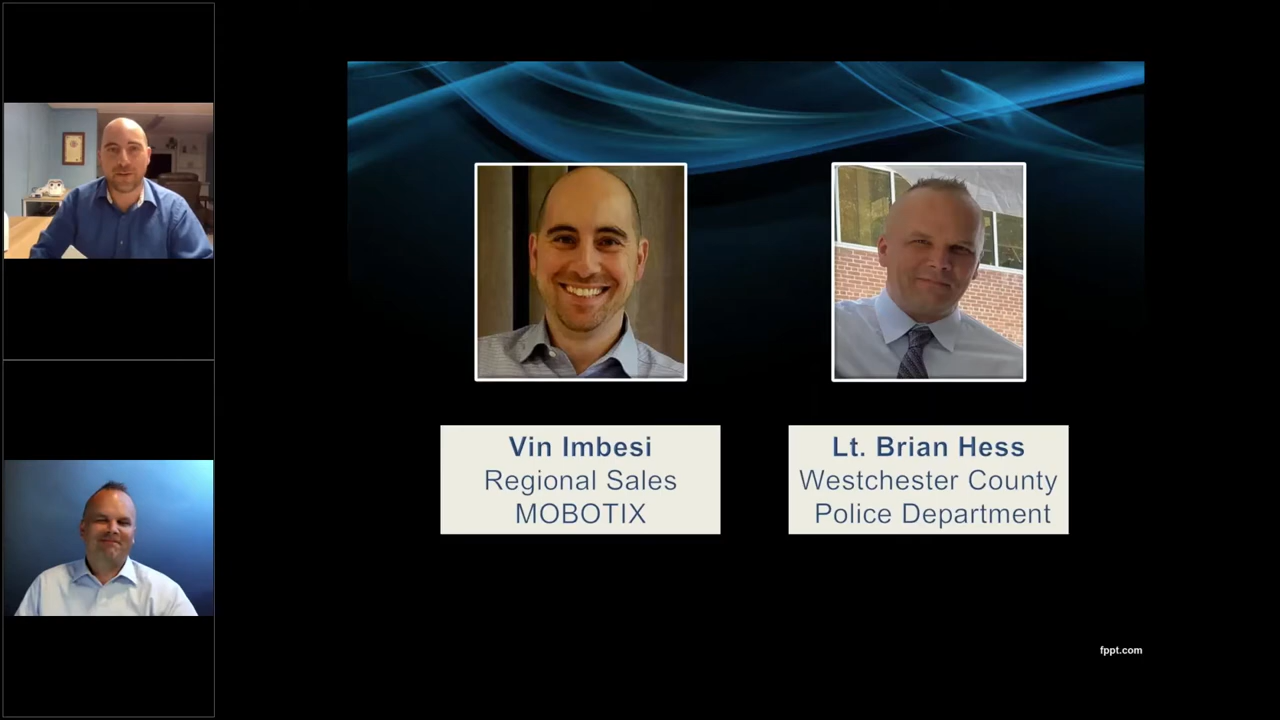 Vin Imbesi
Regional Sales
MOBOTIX
Lt. Brian Hess
Westchester County
Police Department
fppt.com